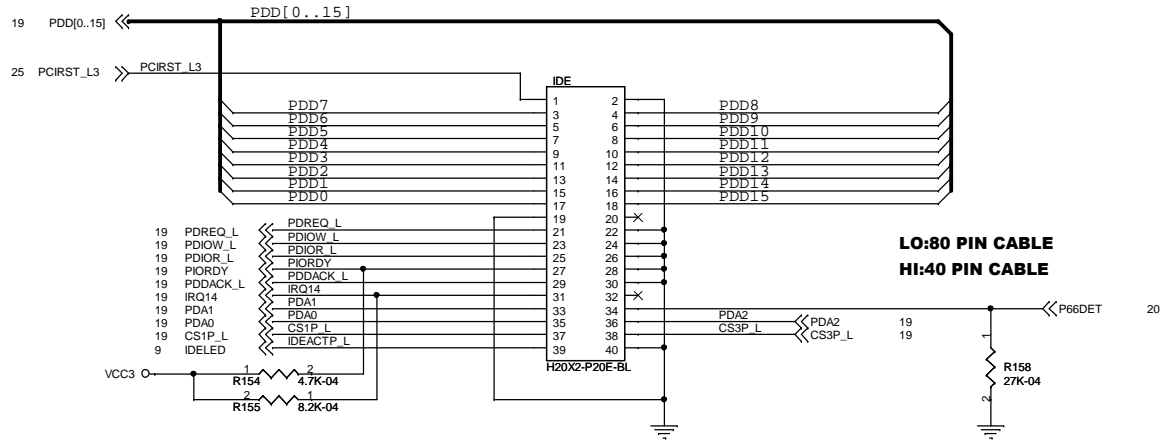 PDD[0..15]
19 PDD[0..15]
25 PCIRST_L3 PCIRST_L3
IDE
1 2
PDD7 3 4 PDD8
PDD6 5 6 PDD9
PDD5 7 8 PDD10
PDD4 9 10 PDD11
PDD3 11 12 PDD12
PDD2 13 14 PDD13
PDD1 15 16 PDD14
PDD0 17 18 PDD15
19 20
19 PDREQ_L PDREQ_L 21 22
19 PDIOW_L PDIOW_L 23 24
19 PDIOR_L PDIOR_L 25 26
19 PIORDY PIORDY 27 28
19 PDDACK_L PDDACK_L 29 30
19 IRQ14 IRQ14 31 32
19 PDA1 PDA1 33 34
19 PDA0 PDA0 35 36 PDA2 PDA2 19
19 CS1P_L CS1P_L 37 38 CS3P_L CS3P_L 19
9 IDELED IDEACTP_L 39 40
H20X2-P20E-BL
LO:80 PIN CABLE
HI:40 PIN CABLE
P66DET 20
VCC3
1 2
R154 4.7K-04
2 1
R155 8.2K-04
1
R158
27K-04
2